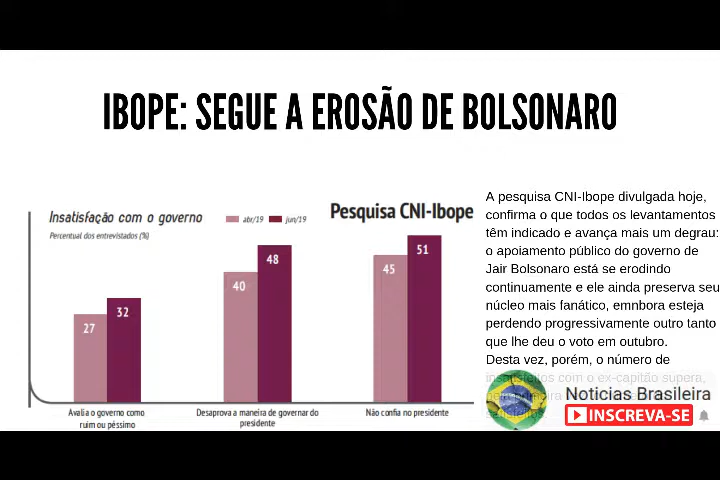 IBOPE: SEGUE A EROSÃO DE BOLSONARO
Insatisfação com o governo
abr/19
jun/19
Percentual dos entrevistados (%)
Pesquisa CNI-Ibope
27
32
40
48
45
51
Avalia o governo como
ruim ou péssimo
Desaprova a maneira de governar do
presidente
Não confia no presidente
A pesquisa CNI-Ibope divulgada hoje,
confirma o que todos os levantamentos
têm indicado e avança mais um degrau:
o apoiamento público do governo de
Jair Bolsonaro está se erodindo
continuamente e ele ainda preserva seu
núcleo mais fanático, emnbora esteja
perdendo progressivamente outro tanto
que lhe deu o voto em outubro.
Desta vez, porém, o número de
insatisfeitos com o ex-capitão supera,
Noticias Brasileira
INSCREVA-SE